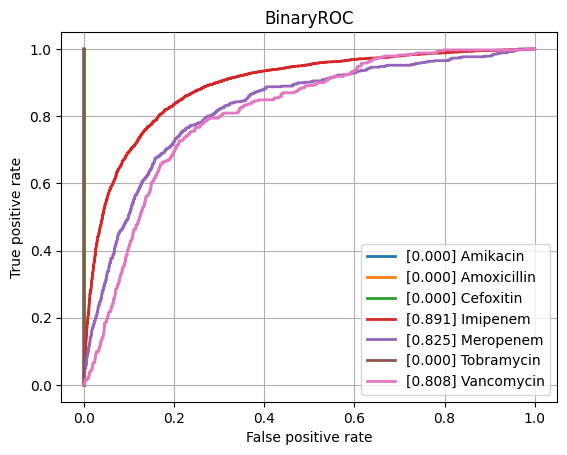 BinaryROC
True positive rate
1.0
0.8
0.6
0.4
0.2
0.0
[0.000] Amikacin
[0.000] Amoxicillin
[0.000] Cefoxitin
[0.891] Imipenem
[0.825] Meropenem
[0.000] Tobramycin
[0.808] Vancomycin
0.0 0.2 0.4 0.6 0.8 1.0
False positive rate